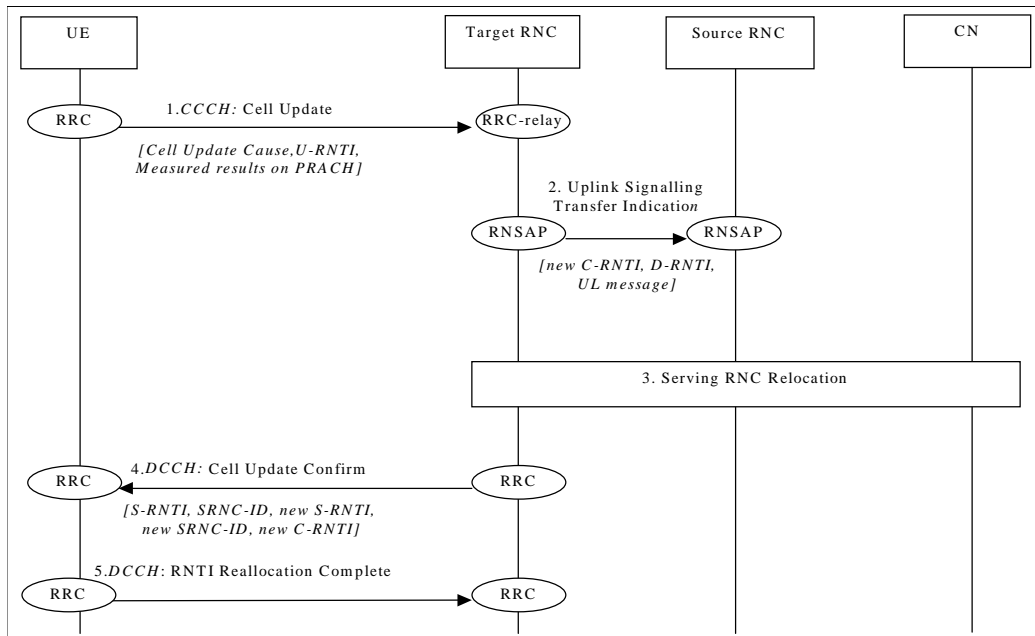 UE
Target RNC
Source RNC
CN
1.CCCH: Cell Update
RRC
RRC-relay
[Cell Update Cause,U-RNTI,
Measured results on PRACH]
2. Uplink Signalling
Transfer Indication
RNSAP
RNSAP
[new C-RNTI, D-RNTI,
UL message]
3. Serving RNC Relocation
4.DCCH: Cell Update Confirm
RRC
RRC
[S-RNTI, SRNC-ID, new S-RNTI,
new SRNC-ID, new C-RNTI]
5.DCCH: RNTI Reallocation Complete
RRC
RRC